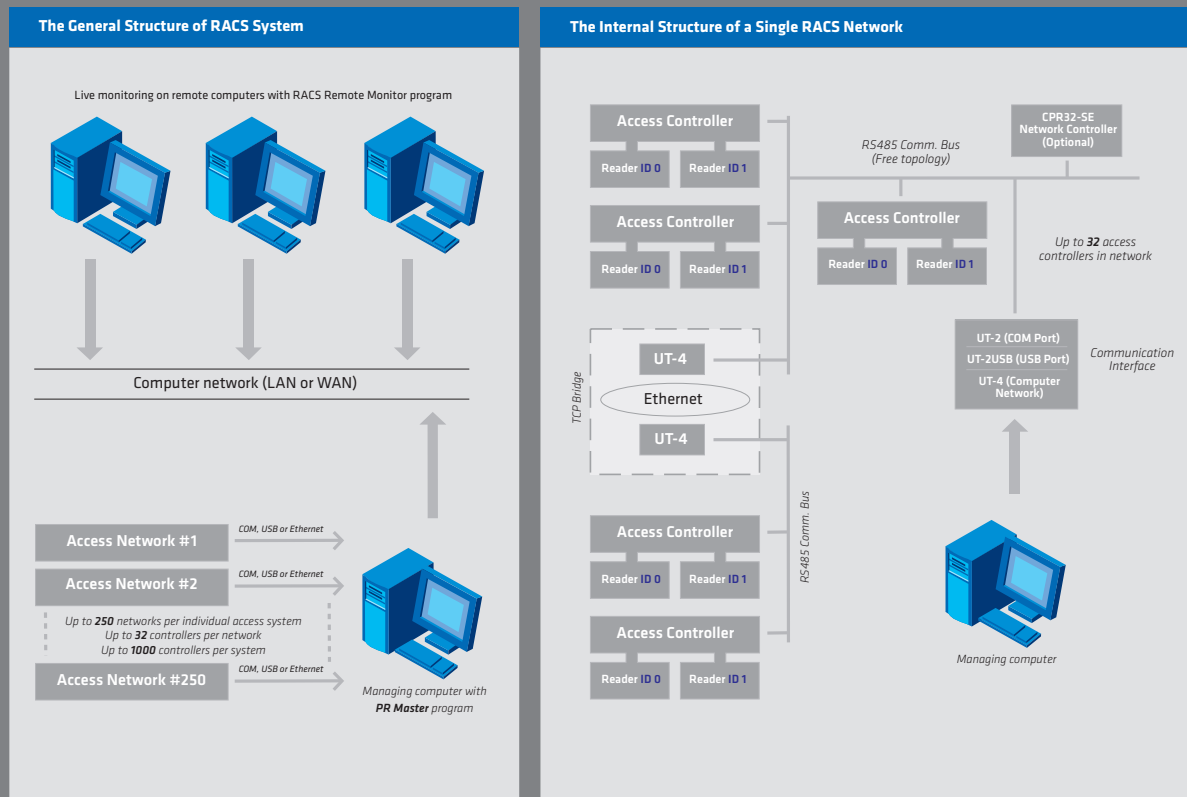 The General Structure of RACS System
Live monitoring on remote computers with RACS Remote Monitor program
Computer network (LAN or WAN)
Access Network #1
COM, USB or Ethernet
Access Network #2
COM, USB or Ethernet
Up to 250 networks per individual access system
Up to 32 controllers per network
Up to 1000 controllers per system
Access Network #250
COM, USB or Ethernet
Managing computer with
PR Master program
The Internal Structure of a Single RACS Network
Access Controller
Reader ID 0
Reader ID 1
Access Controller
Reader ID 0
Reader ID 1
RS485 Comm. Bus
(Free topology)
CPR32-SE
Network Controller
(Optional)
Access Controller
Reader ID 0
Reader ID 1
Up to 32 access
controllers in network
TCP Bridge
UT-4
Ethernet
UT-4
UT-2 (COM Port)
UT-2USB (USB Port)
UT-4 (Computer
Network)
Communication
Interface
RS485 Comm. Bus
Access Controller
Reader ID 0
Reader ID 1
Access Controller
Reader ID 0
Reader ID 1
Managing computer